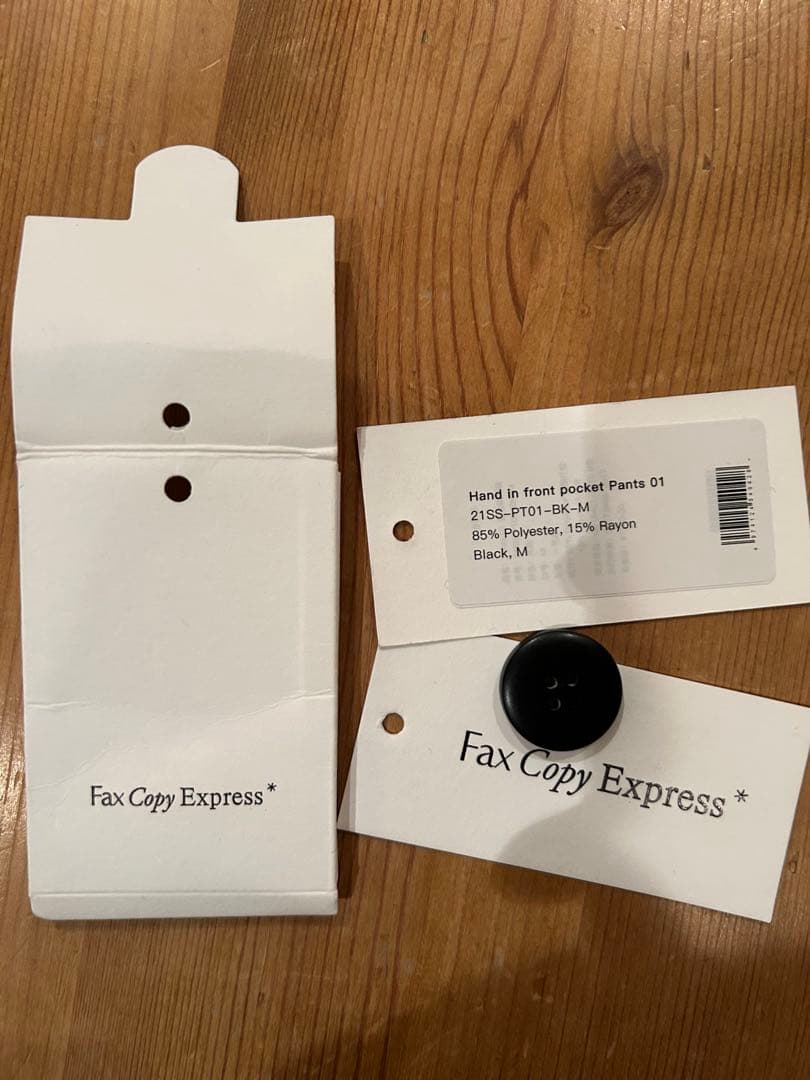 Fax Copy Express*
Hand in front pocket Pants 01
21SS-PT01-BK-M
85% Polyester, 15% Rayon
Black, M
Fax Copy Express*